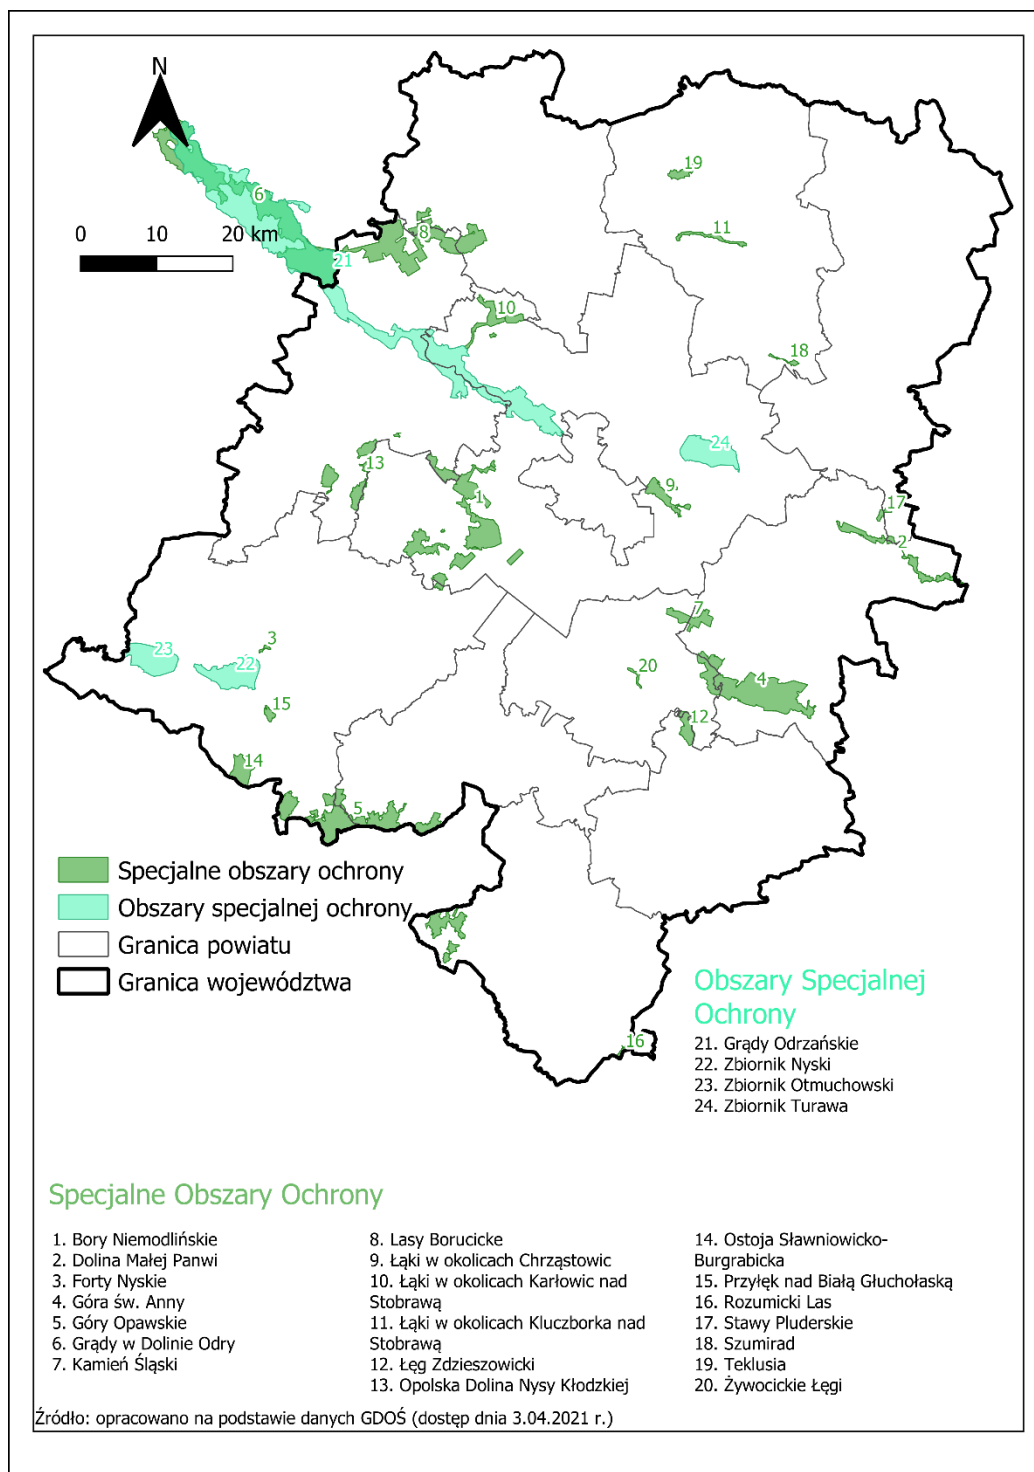 N
0 10 20 km
6
21
8
10
19
11
18
24
13
1
9
17
2
7
20
4
12
3
23
22
15
14
5
16
Specjalne obszary ochrony
Obszary specjalnej ochrony
Granica powiatu
Granica województwa
Obszary Specjalnej
Ochrony
21. Grądy Odrzańskie
22. Zbiornik Nyski
23. Zbiornik Otmuchowski
24. Zbiornik Turawa
Specjalne Obszary Ochrony
1. Bory Niemodlińskie
2. Dolina Małej Panwi
3. Forty Nyskie
4. Góra św. Anny
5. Góry Opawskie
6. Grądy w Dolinie Odry
7. Kamień Śląski
8. Lasy Borucicke
9. Łąki w okolicach Chrząstowic
10. Łąki w okolicach Karłowic nad
Stobrawą
11. Łąki w okolicach Kluczborka nad
Stobrawą
12. Łęg Zdzieszowicki
13. Opolska Dolina Nysy Kłodzkiej
14. Ostoja Sławniowicko-
Burgrabicka
15. Przyłęk nad Białą Głuchołaską
16. Rozumicki Las
17. Stawy Pluderskie
18. Szumirad
19. Teklusia
20. Żywocickie Łęgi
Źródło: opracowano na podstawie danych GDOŚ (dostęp dnia 3.04.2021 r.)